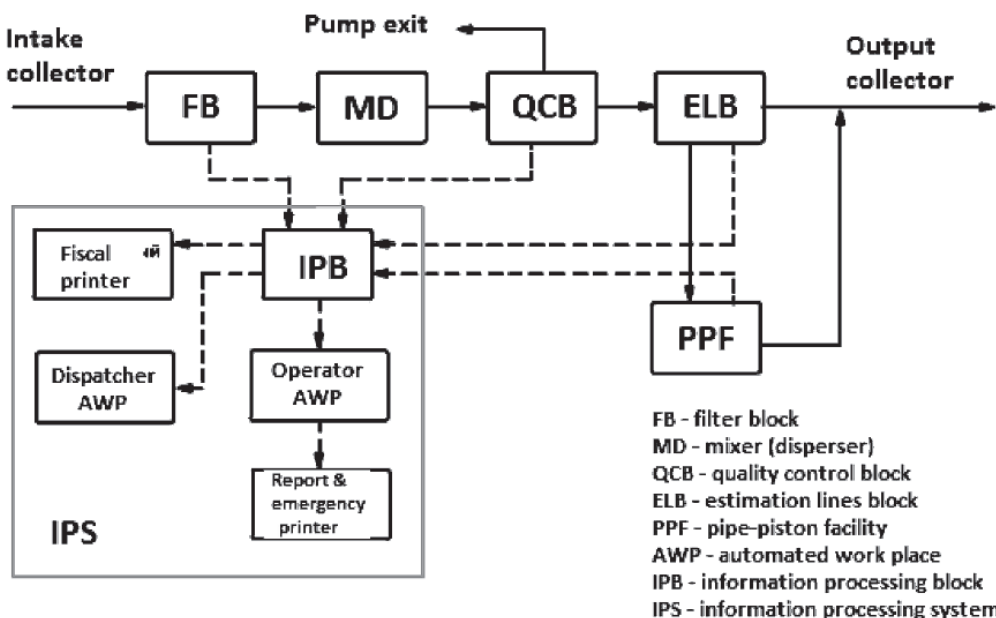 Pump exit
Intake
collector
Output
collector
FB
MD
QCB
ELB
Fiscal ий
printer
IPB
PPF
Dispatcher
AWP
Operator
AWP
Report &
emergency
printer
IPS
FB - filter block
MD - mixer (disperser)
QCB - quality control block
ELB - estimation lines block
PPF - pipe-piston facility
AWP - automated work place
IPB - information processing block
IPS - information processing system